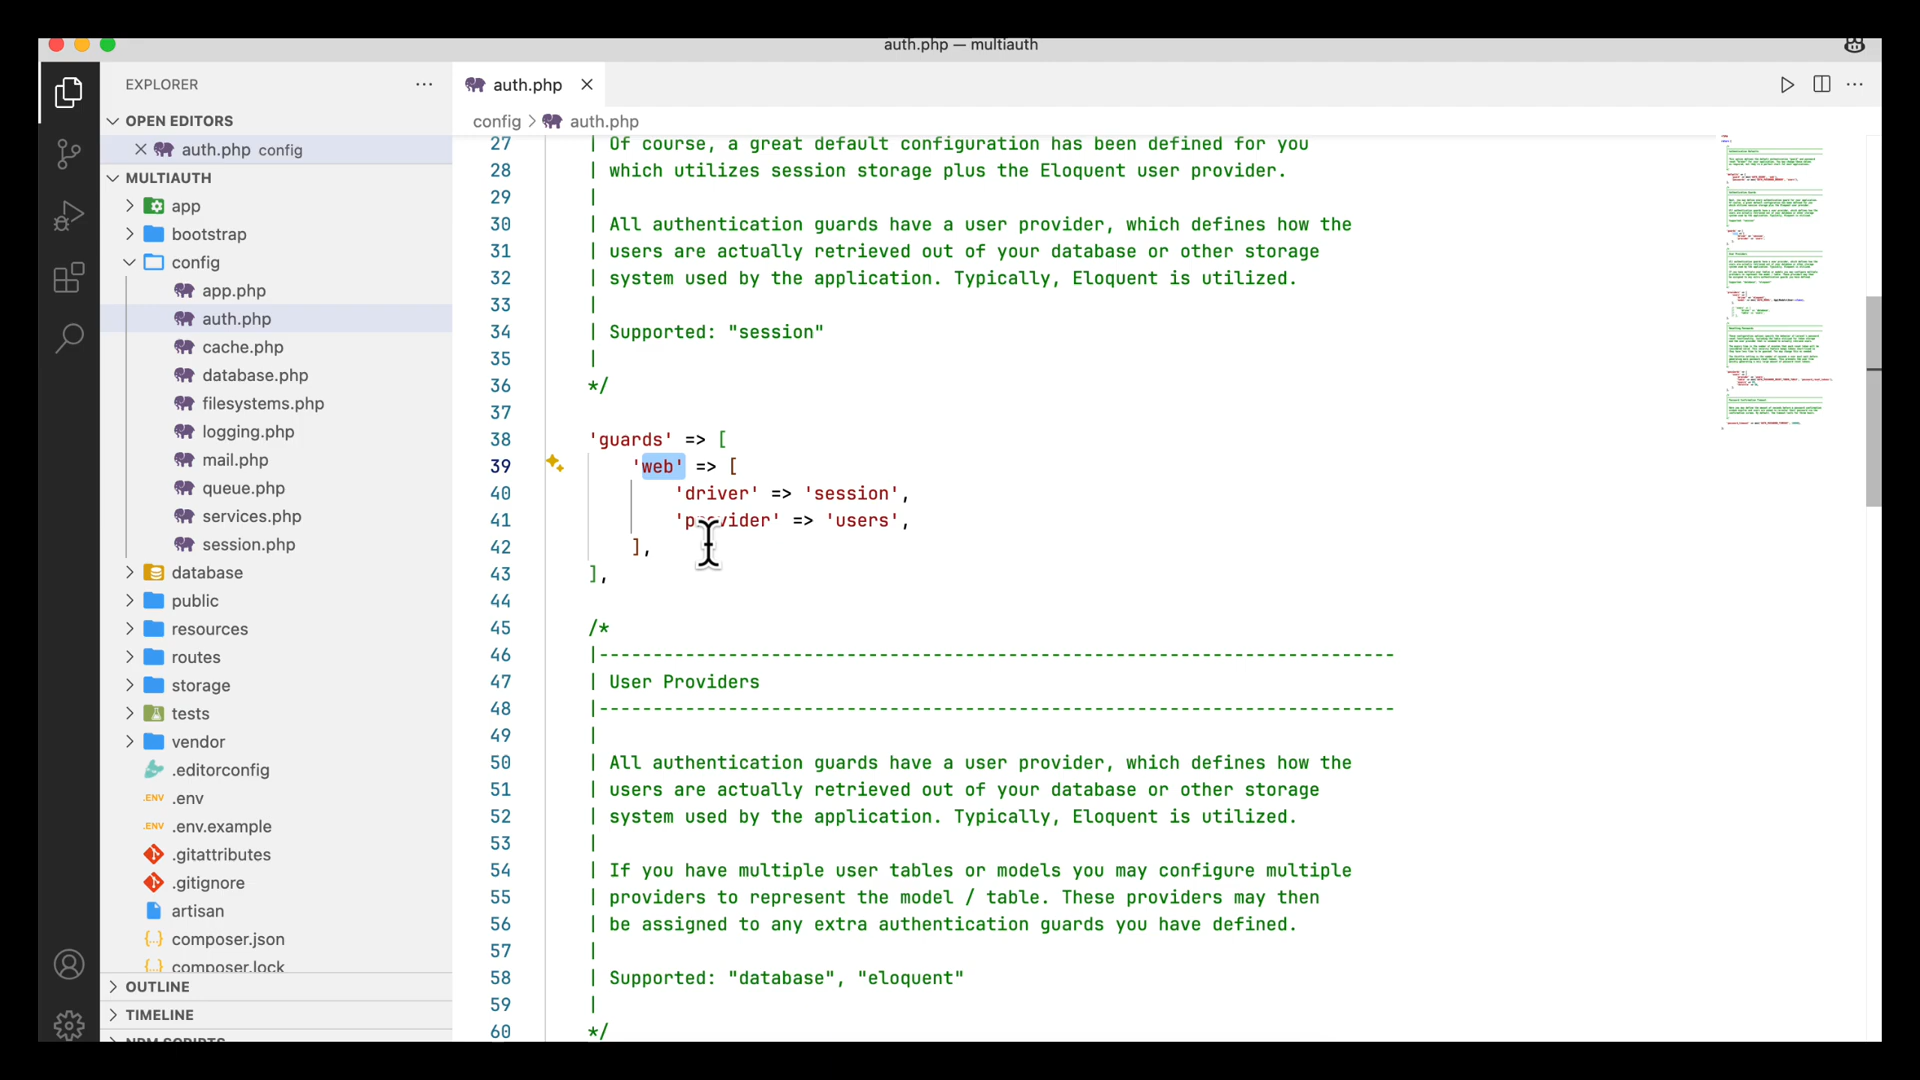 auth.php — multiauth
EXPLORER
OPEN EDITORS
auth.php config
MULTIAUTH
app
bootstrap
config
app.php
auth.php
cache.php
database.php
filesystems.php
logging.php
mail.php
queue.php
services.php
session.php
database
public
resources
routes
storage
tests
vendor
.editorconfig
.ENV .env
.ENV .env.example
.gitattributes
.gitignore
artisan
{..} composer.json
{..} composer.lock
OUTLINE
TIMELINE
NPM SCRIPTS
auth.php
config > auth.php
27 | Of course, a great default configuration has been defined for you
28 | which utilizes session storage plus the Eloquent user provider.
29 |
30 | All authentication guards have a user provider, which defines how the
31 | users are actually retrieved out of your database or other storage
32 | system used by the application. Typically, Eloquent is utilized.
33 |
34 | Supported: "session"
35 |
36 */
37
38 'guards' => [
39 'web' => [
40 'driver' => 'session',
41 'provider' => 'users',
42 ],
43 ],
44
45 /*
46 |--------------------------------------------------------------------------
47 | User Providers
48 |--------------------------------------------------------------------------
49 |
50 | All authentication guards have a user provider, which defines how the
51 | users are actually retrieved out of your database or other storage
52 | system used by the application. Typically, Eloquent is utilized.
53 |
54 | If you have multiple user tables or models you may configure multiple
55 | providers to represent the model / table. These providers may then
56 | be assigned to any extra authentication guards you have defined.
57 |
58 | Supported: "database", "eloquent"
59 |
60 */